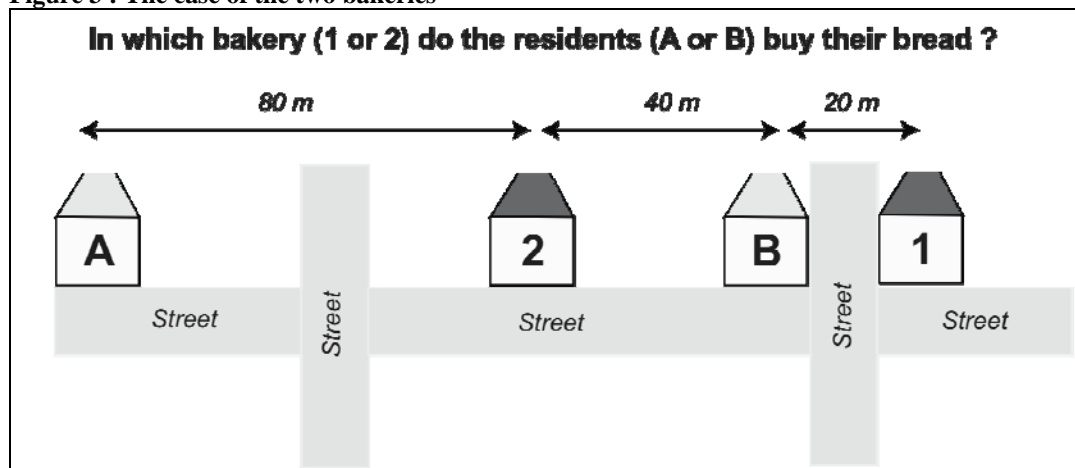 Figure 3 : The case of the two bakeries
In which bakery (1 or 2) do the residents (A or B) buy their bread ?
80 m
40 m
20 m
A
2
B
1
Street
Street
Street
Street
Street